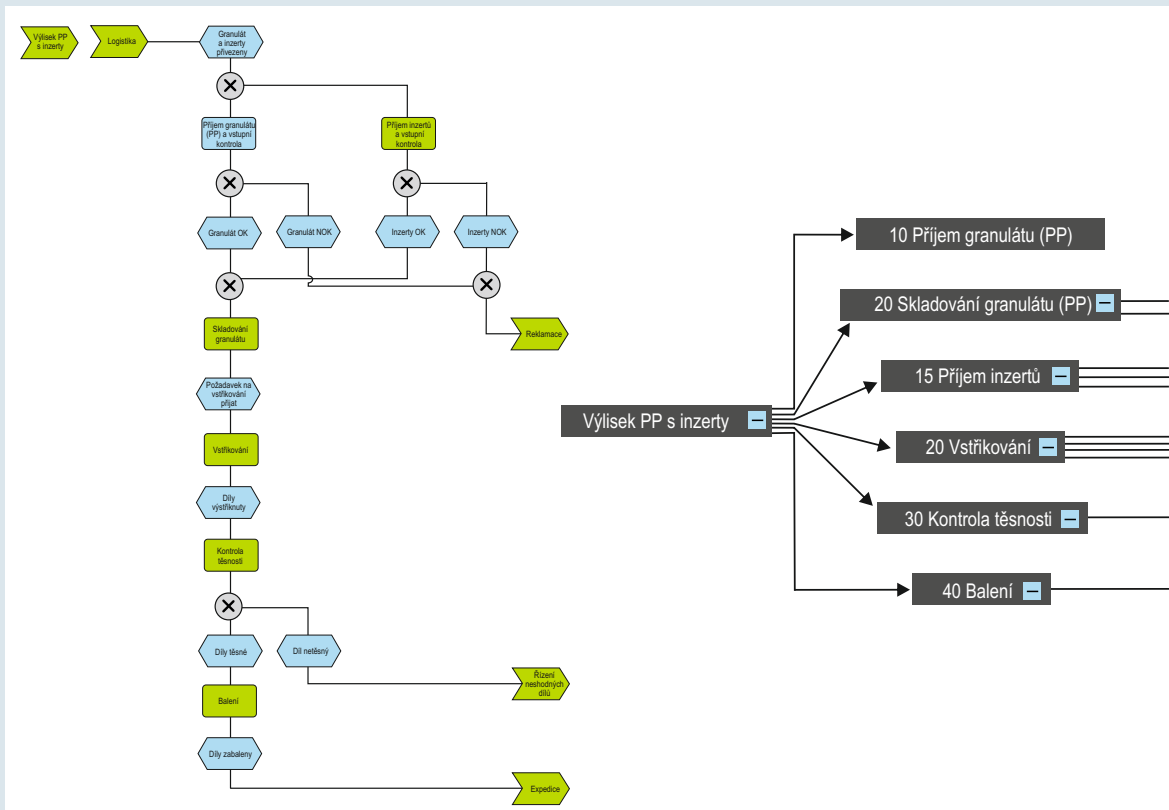 Výlisek PP
s inzerty
Logistika
Granulát
a inzerty
přivezeny
Příjem granulátu
(PP) a vstupní
kontrola
Příjem inzertů
a vstupní
kontrola
Granulát OK
Granulát NOK
Inzerty OK
Inzerty NOK
Skladování
granulátu
Reklamace
Požadavek na
vstřikování
přijat
Vstřikování
Díly
výstřiknuty
Kontrola
těsnosti
Díly těsné
Díl netěsný
Balení
Řízení
neshodných
dílů
Díly zabaleny
Expedice
Výlisek PP s inzerty
10 Příjem granulátu (PP)
20 Skladování granulátu (PP)
15 Příjem inzertů
20 Vstřikování
30 Kontrola těsnosti
40 Balení